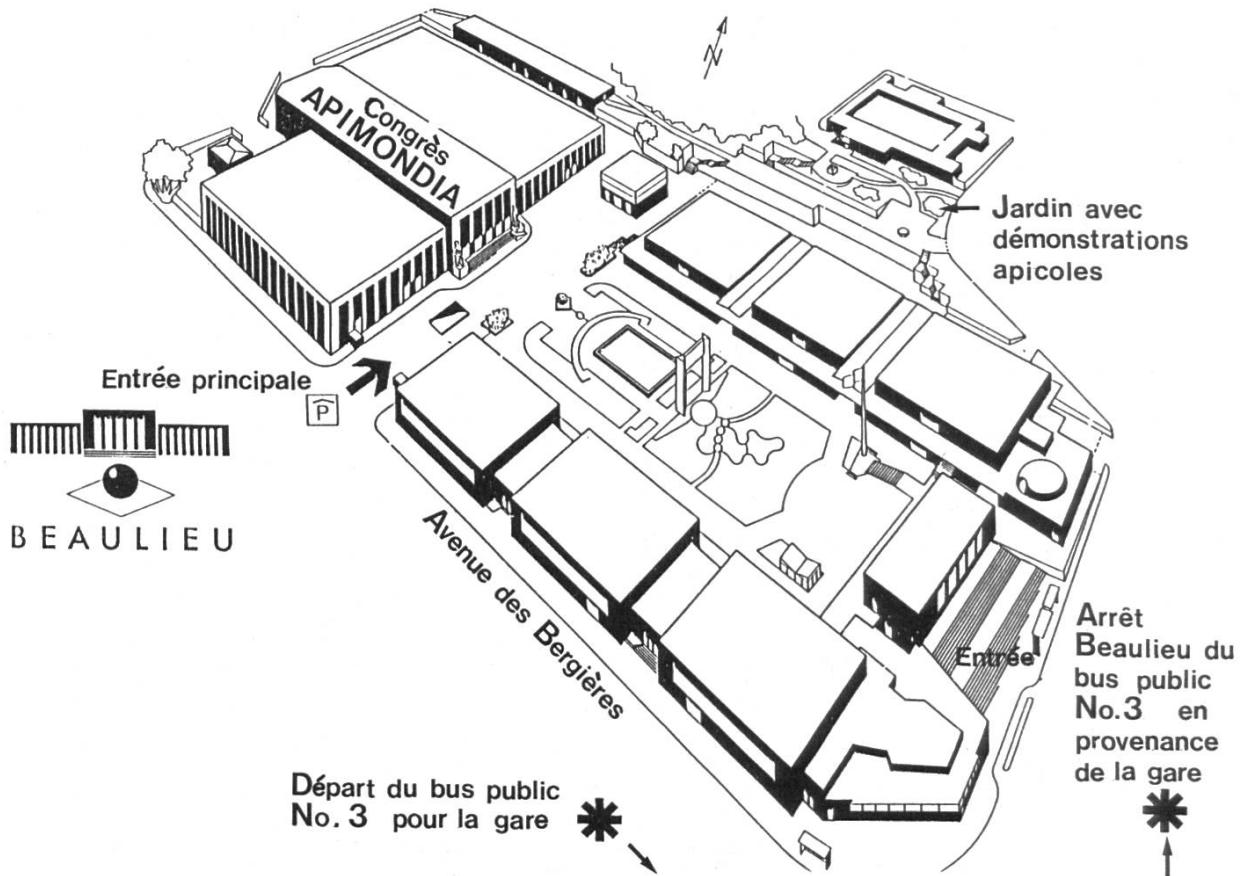 N
Congrès
APIMONDIA
Jardin avec
démonstrations
apicoles
Entrée principale
P
BEAULIEU
Avenue des Bergières
Entrée
Arrêt
Beaulieu du
bus public
No.3 en
provenance
de la gare
Départ du bus public
No.3 pour la gare